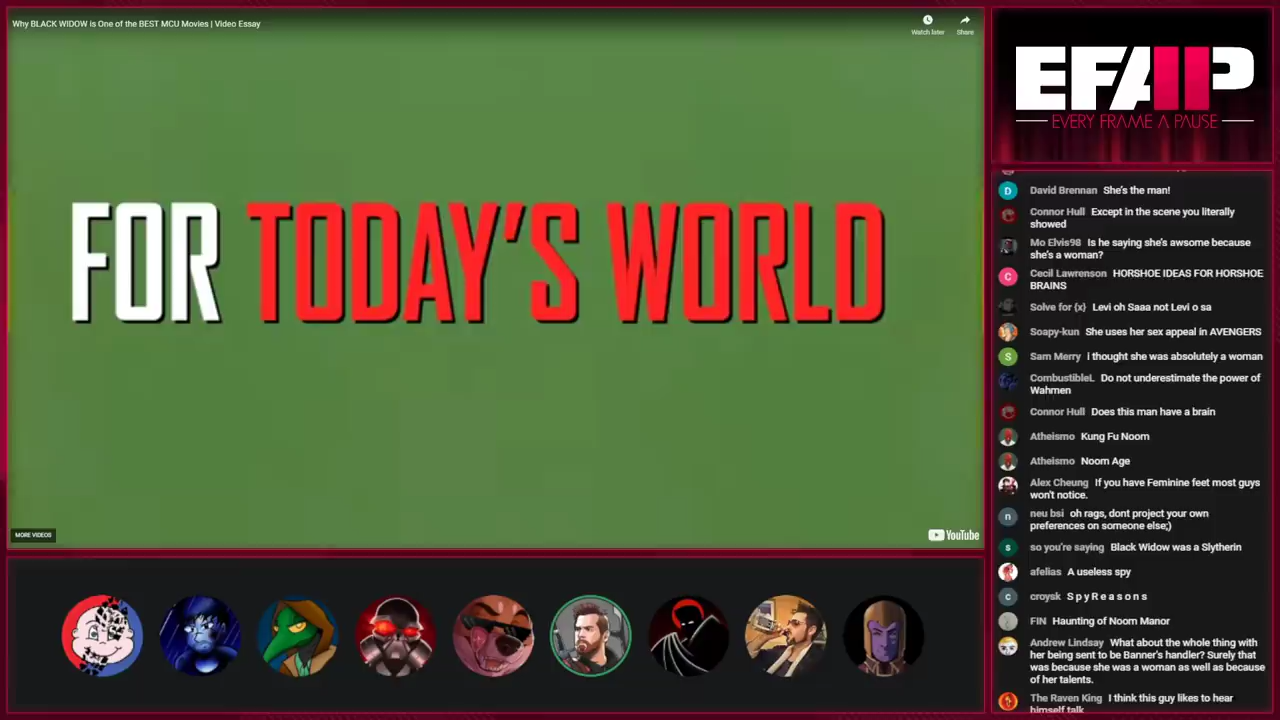 Why BLACK WIDOW is One of the BEST MCU Movies | Video Essay
Watch later
Share
FOR TODAY'S WORLD
MORE VIDEOS
YouTube
EFAP
EVERY FRAME A PAUSE
David Brennan She's the man!
Connor Hull Except in the scene you literally
showed
Mo Elvis98 Is he saying she's awsome because
she's a woman?
Cecil Lawrenson HORSHOE IDEAS FOR HORSHOE
BRAINS
Solve for {x} Levi oh Saaa not Levi o sa
Soapy-kun She uses her sex appeal in AVENGERS
Sam Merry i thought she was absolutely a woman
CombustibleL Do not underestimate the power of
Wahmen
Connor Hull Does this man have a brain
Atheismo Kung Fu Noom
Atheismo Noom Age
Alex Cheung If you have Feminine feet most guys
won't notice.
neu bsi oh rags, dont project your own
preferences on someone else;)
so you're saying Black Widow was a Slytherin
afelias A useless spy
croysk S p y R e a s o n s
FIN Haunting of Noom Manor
Andrew Lindsay What about the whole thing with
her being sent to be Banner's handler? Surely that
was because she was a woman as well as because
of her talents.
The Raven King I think this guy likes to hear
himself talk